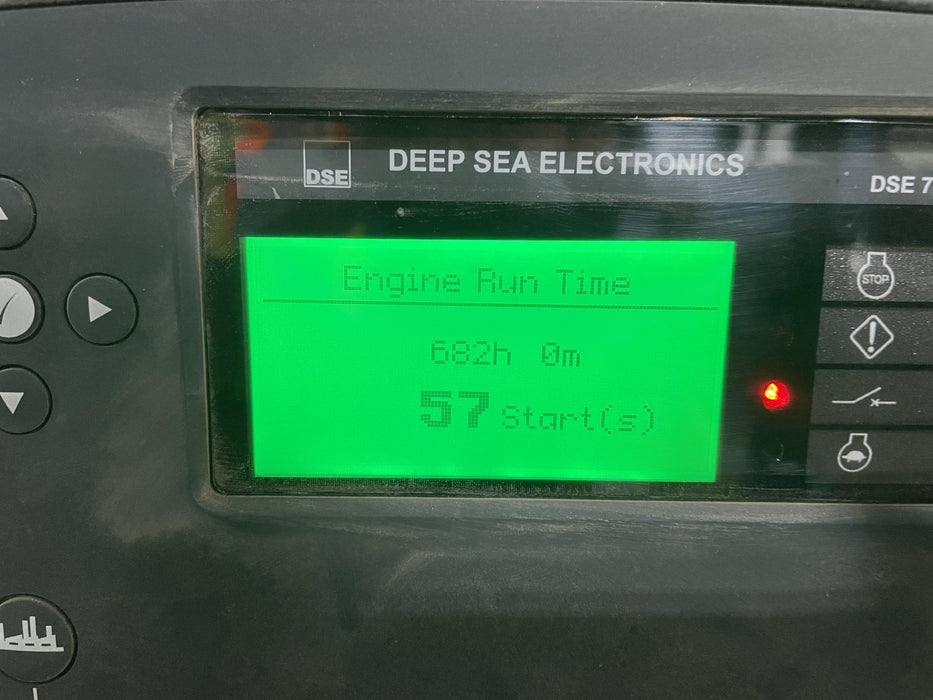 DSE
DEEP SEA ELECTRONICS
DSE 7
Engine Run Time
682h 0m
57 Start(s)
STOP